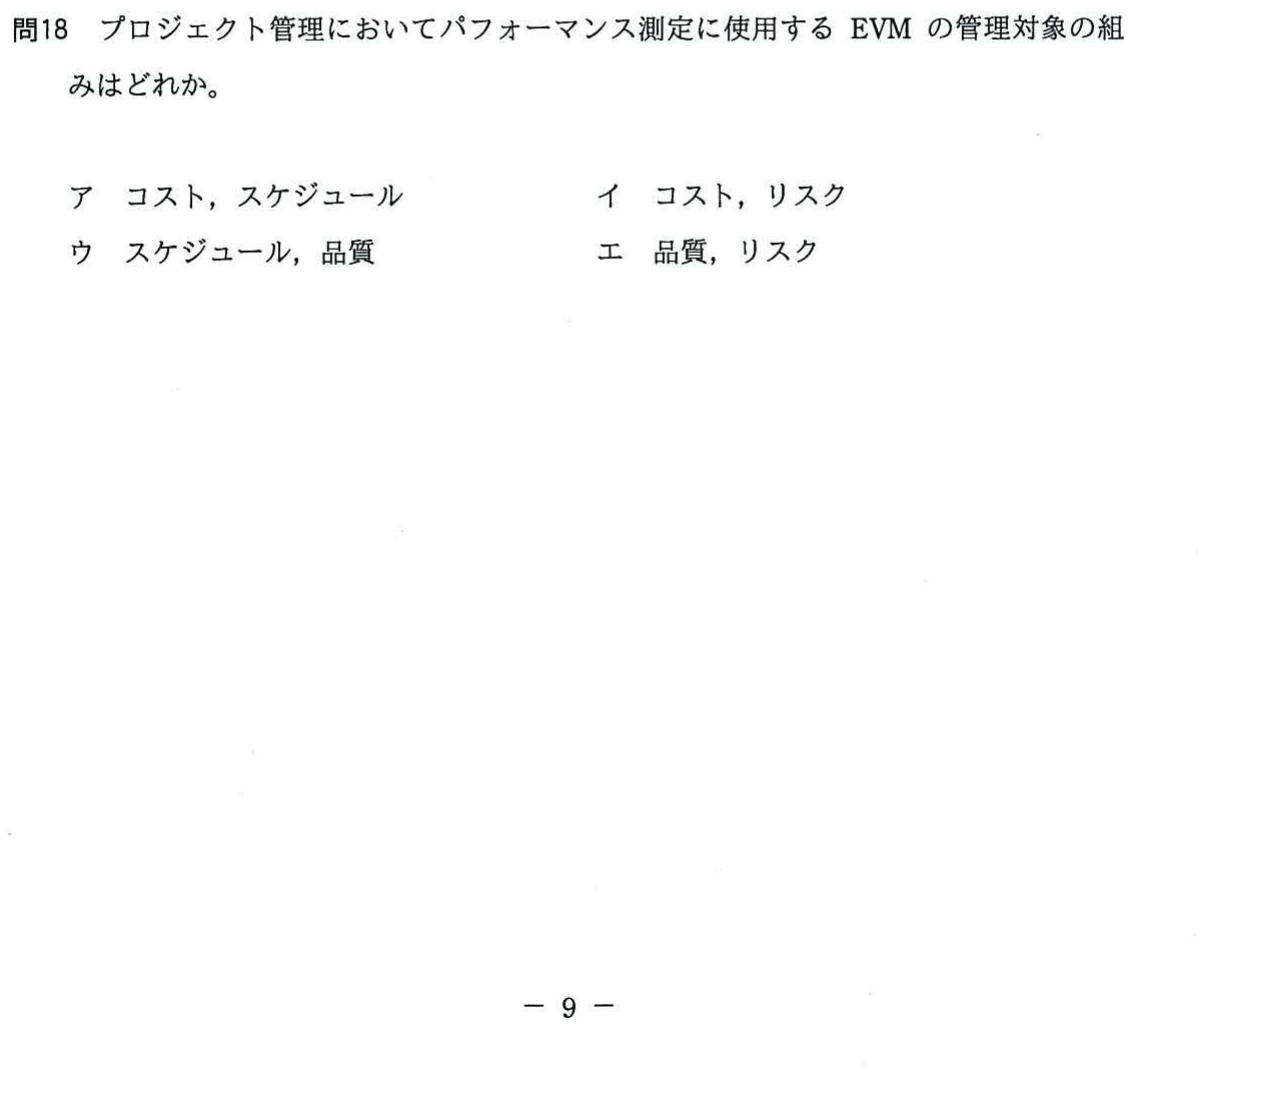 問18 プロジェクト管理においてパフォーマンス測定に使用する EVM の管理対象の組
みはどれか。
ア コスト，スケジュール イ コスト，リスク
ウ スケジュール，品質 エ 品質，リスク
－ 9 －